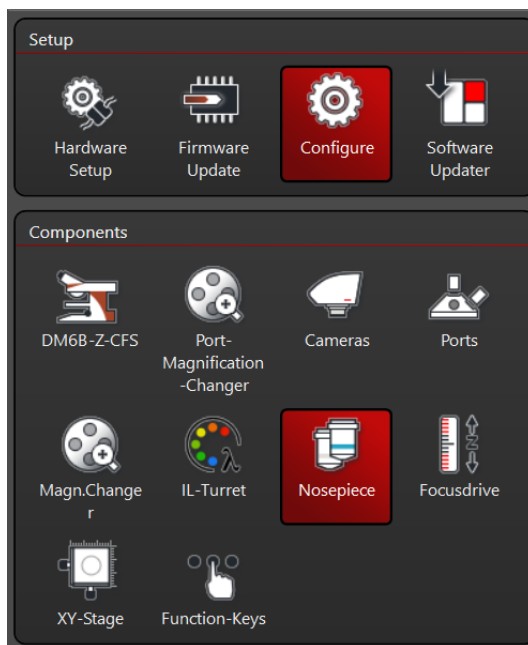 Setup
Hardware Setup
Firmware Update
Configure
Software Updater
Components
DM6B-Z-CFS
Port-
Magnification
-Changer
Cameras
Ports
Magn.Change
r
IL-Turret
Nosepiece
Focusdrive
XY-Stage
Function-Keys